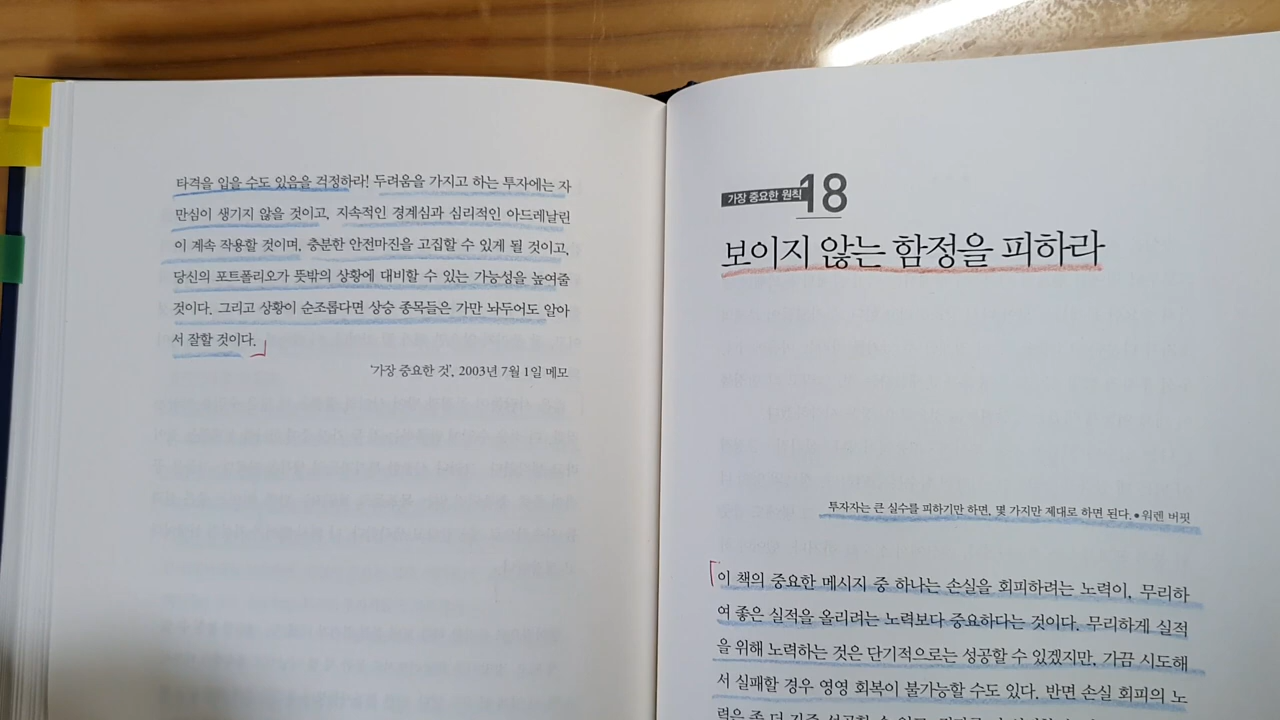 타격을 입을 수도 있음을 걱정하라! 두려움을 가지고 하는 투자에는 자
만심이 생기지 않을 것이고, 지속적인 경계심과 심리적인 아드레날린
이 계속 작용할 것이며, 충분한 안전마진을 고집할 수 있게 될 것이고,
당신의 포트폴리오가 뜻밖의 상황에 대비할 수 있는 가능성을 높여줄
것이다. 그리고 상황이 순조롭다면 상승 종목들은 가만 놔두어도 알아
서 잘할 것이다.
'가장 중요한 것', 2003년 7월 1일 메모
가장 중요한 원칙 18
보이지 않는 함정을 피하라
투자자는 큰 실수를 피하기만 하면, 몇 가지만 제대로 하면 된다. • 워렌 버핏
이 책의 중요한 메시지 중 하나는 손실을 회피하려는 노력이, 무리하
여 좋은 실적을 올리려는 노력보다 중요하다는 것이다. 무리하게 실적
을 위해 노력하는 것은 단기적으로는 성공할 수 있겠지만, 가끔 시도해
서 실패할 경우 영영 회복이 불가능할 수도 있다. 반면 손실 회피의 노
력은 좀 더